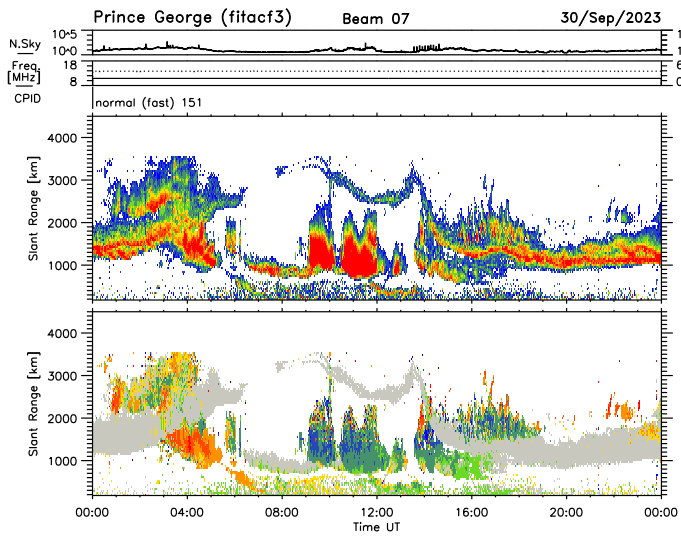 Prince George (fitacf3) Beam 07 30/Sep/2023
N.Sky 10^5 10^0 1 1
Freq. [MHz] 18 8 6 0
CPID normal (fast) 151
Slant Range [km]
4000
3000
2000
1000
Slant Range [km]
4000
3000
2000
1000
00:00 04:00 08:00 12:00 16:00 20:00 00:00
Time UT